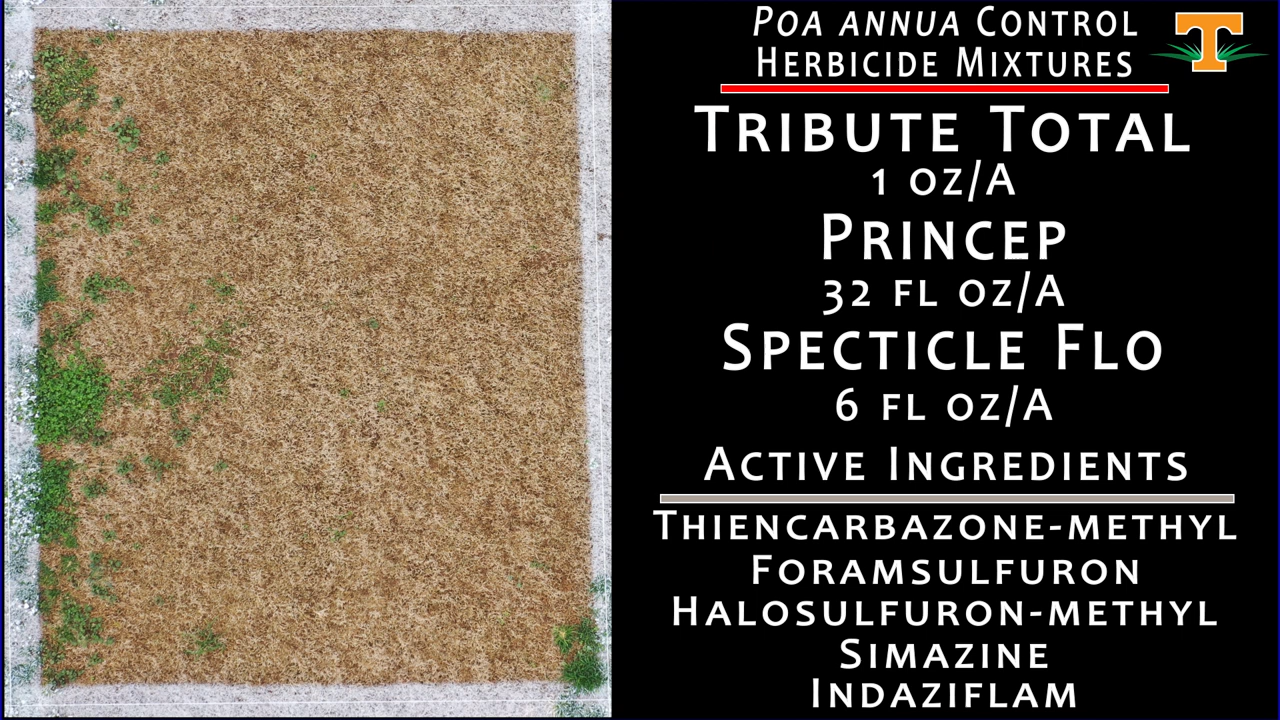 Poa annua Control
Herbicide Mixtures
T
Tribute Total
1 oz/A
Princep
32 fl oz/A
Specticle Flo
6 fl oz/A
Active Ingredients
Thiencarbazone-methyl
Foramsulfuron
Halosulfuron-methyl
Simazine
Indaziflam